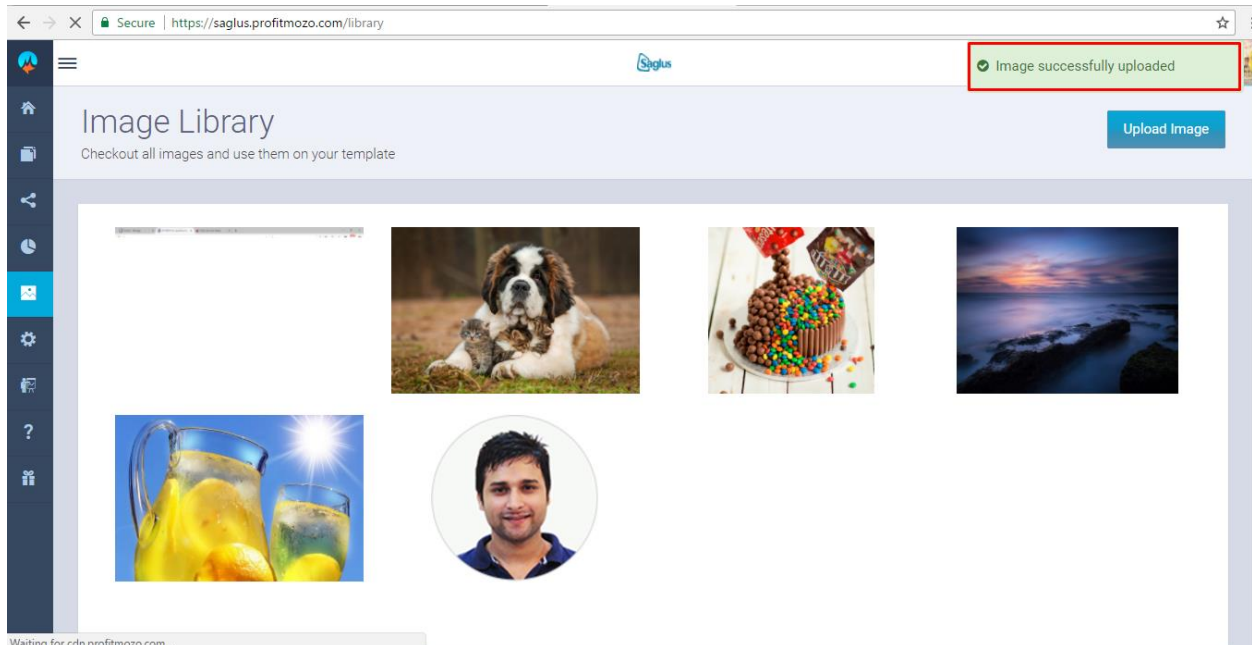 Secure | https://saglus.profitmozo.com/library
Saglus
Image successfully uploaded
Image Library
Upload Image
Checkout all images and use them on your template
?
Waiting for cdn.profitmozo.com